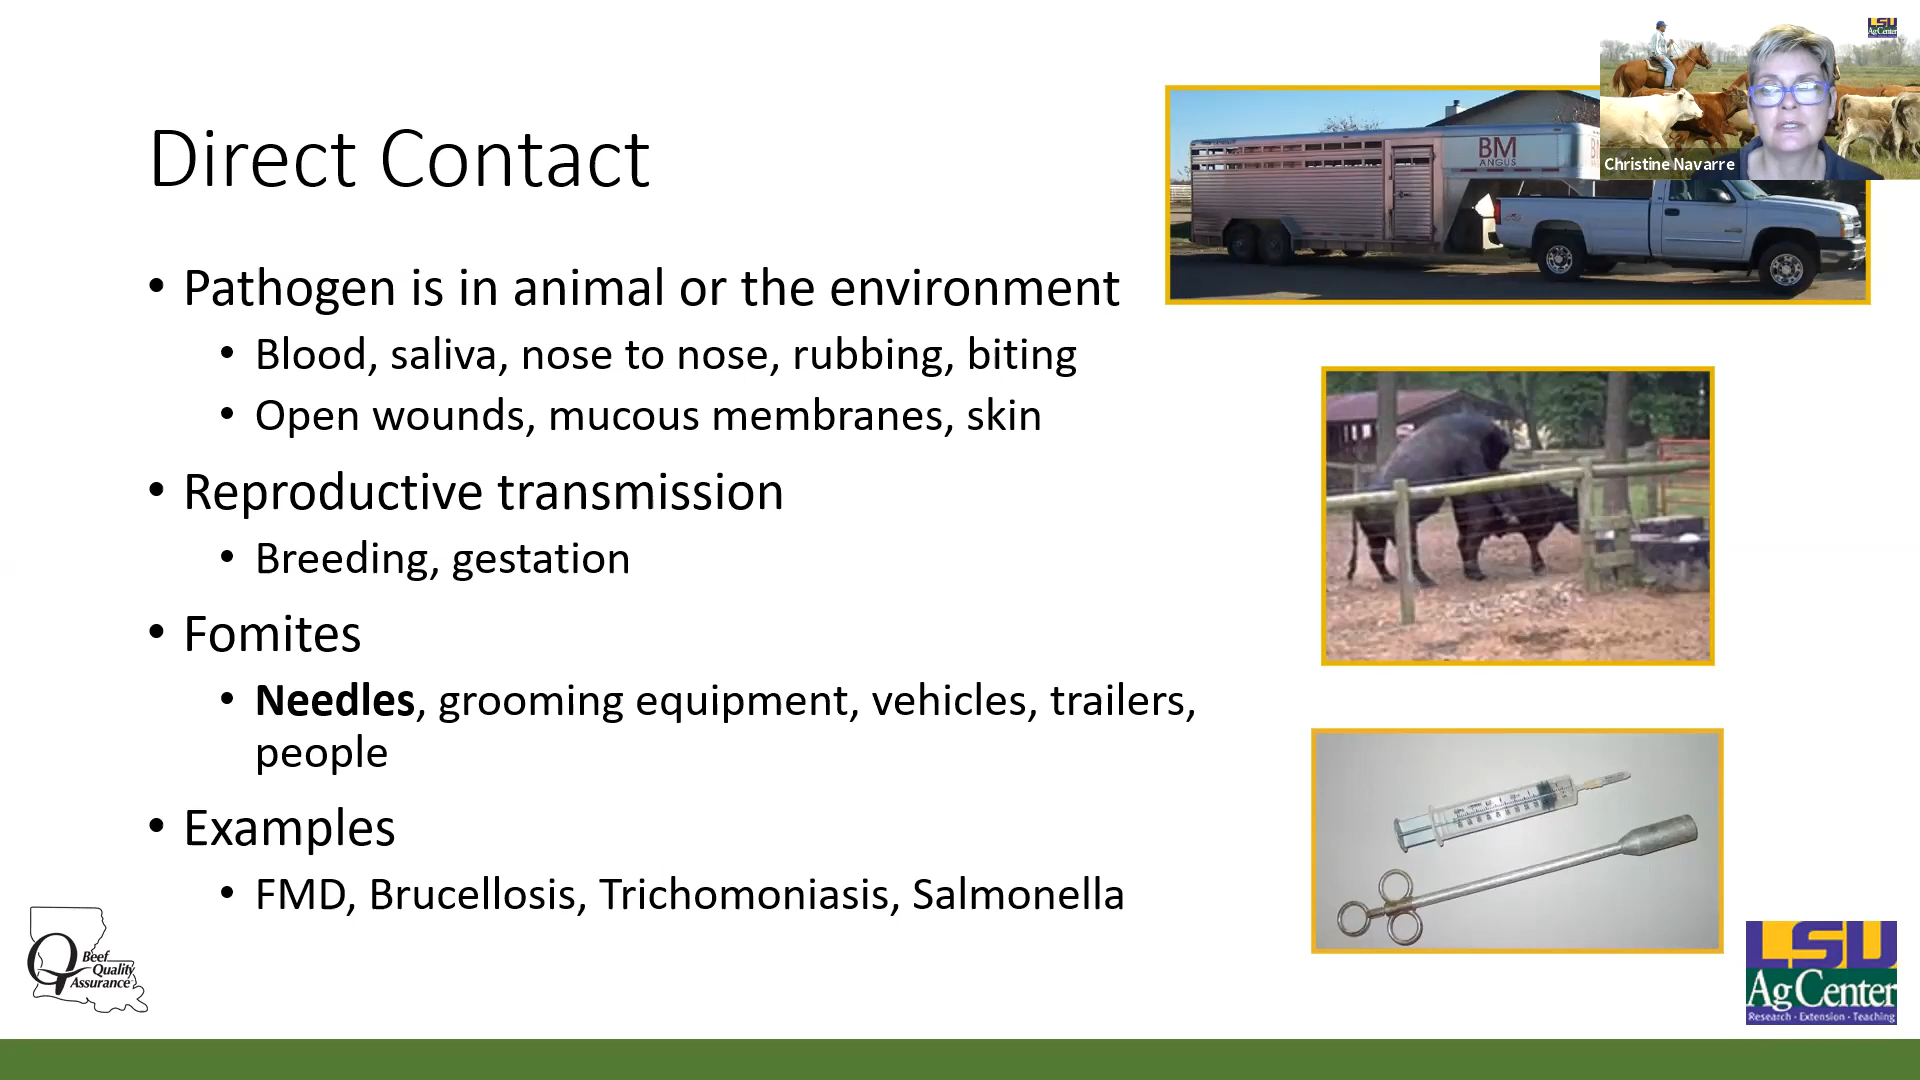 LSU
AgCenter
Christine Navarre
BM
ANGUS
Direct Contact
• Pathogen is in animal or the environment
• Blood, saliva, nose to nose, rubbing, biting
• Open wounds, mucous membranes, skin
• Reproductive transmission
• Breeding, gestation
• Fomites
• Needles, grooming equipment, vehicles, trailers,
people
• Examples
• FMD, Brucellosis, Trichomoniasis, Salmonella
Q
Beef
Quality
Assurance
LSU
AgCenter
Research · Extension · Teaching